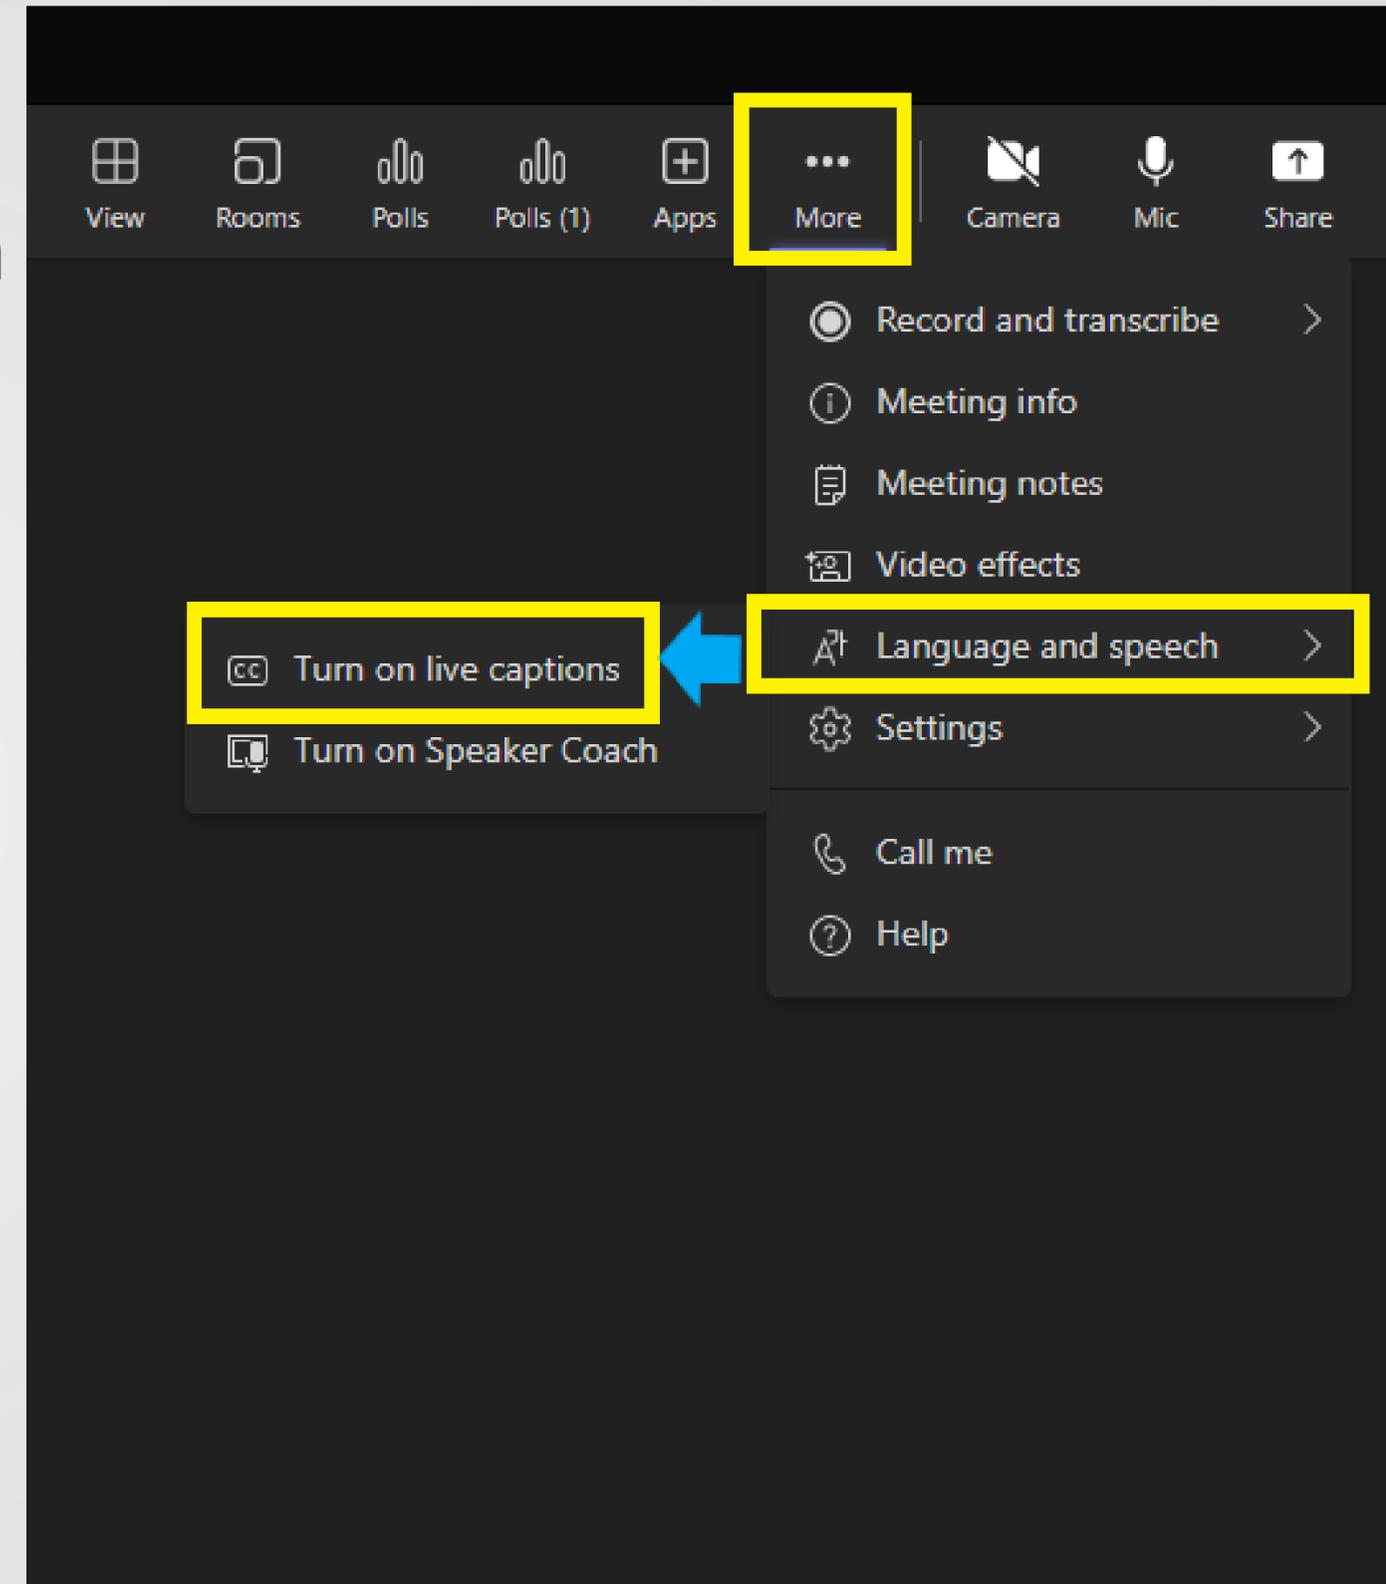 View Rooms Polls Polls (1) Apps More Camera Mic Share
Record and transcribe
Meeting info
Meeting notes
Video effects
Language and speech
Turn on live captions
Settings
Turn on Speaker Coach
Call me
Help